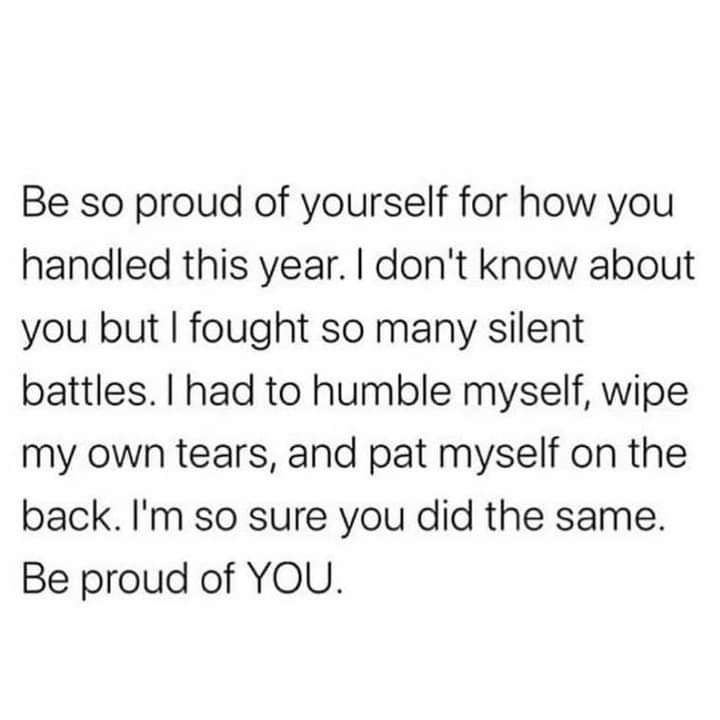 Be so proud of yourself for how you
handled this year. I don't know about
you but I fought so many silent
battles. I had to humble myself, wipe
my own tears, and pat myself on the
back. I'm so sure you did the same.
Be proud of YOU.